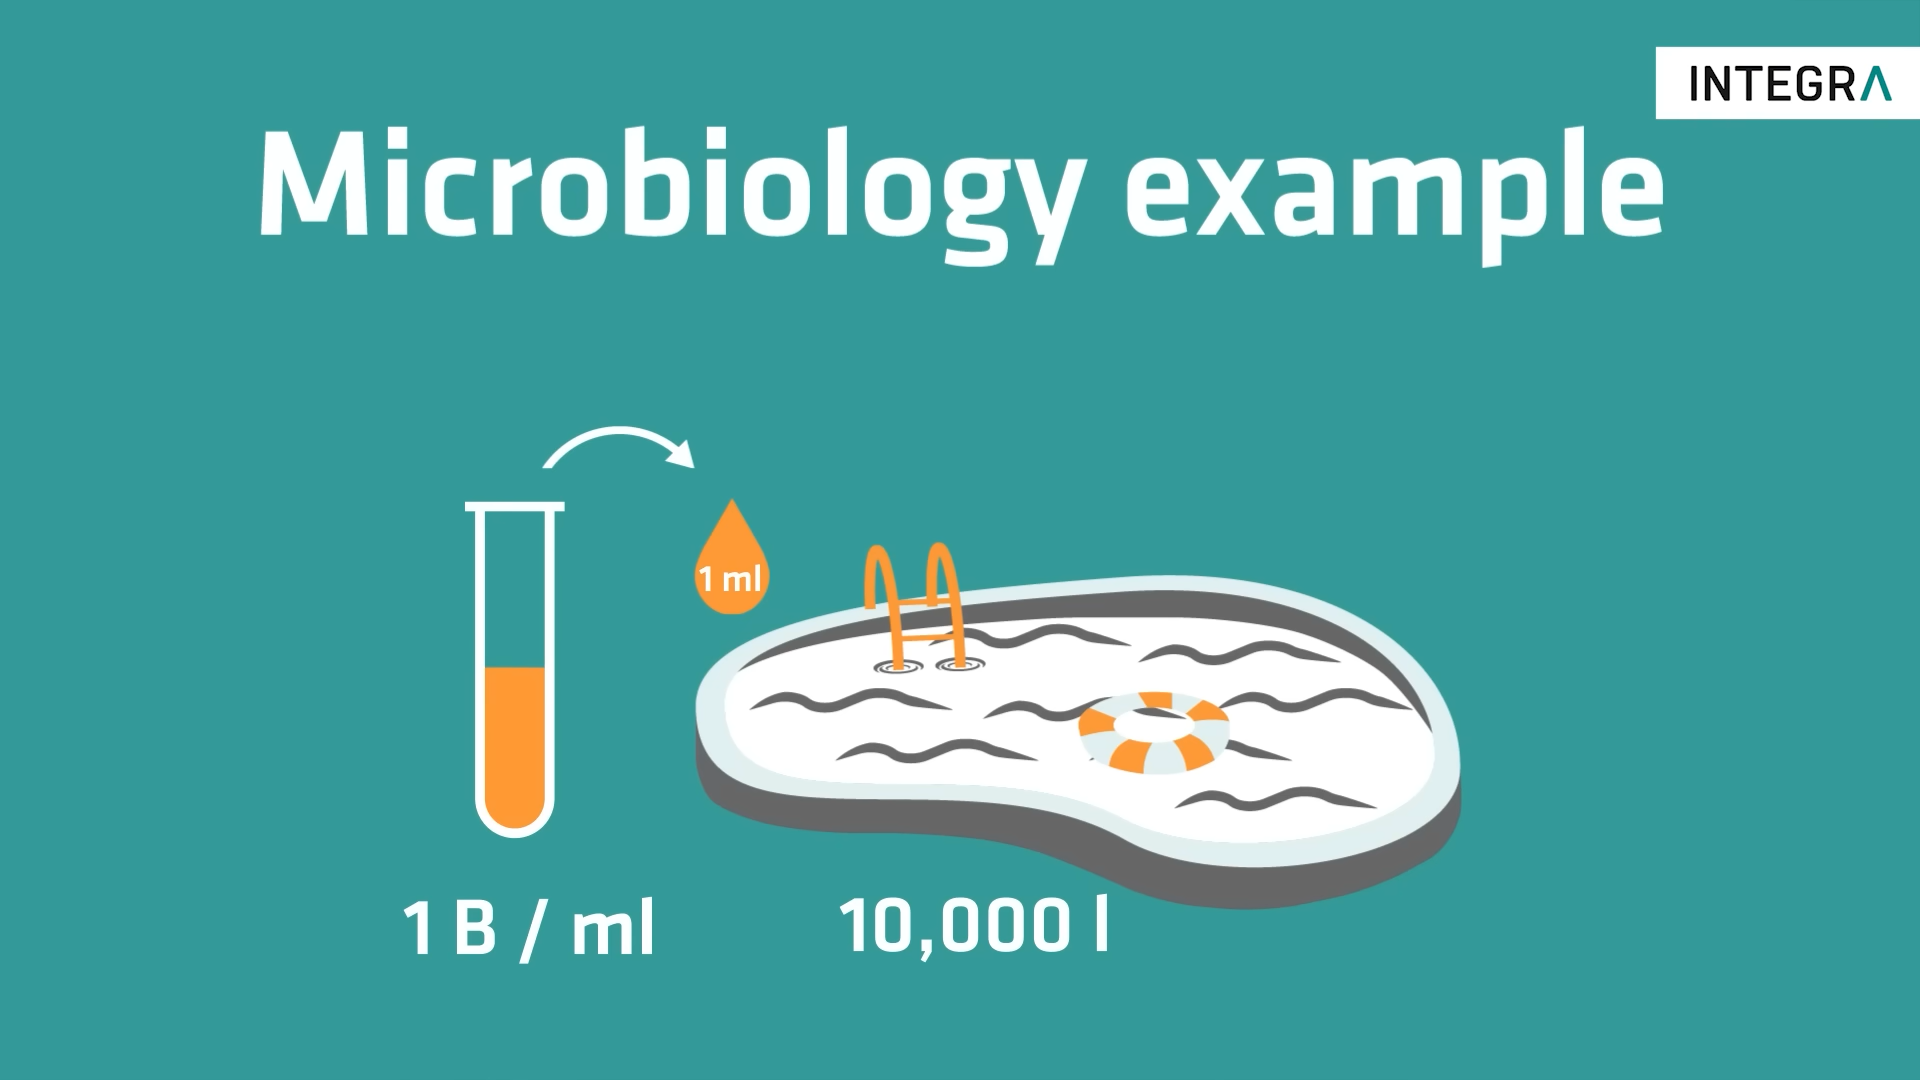 INTEGRA
Microbiology example
1 ml
1 B / ml
10,000 l